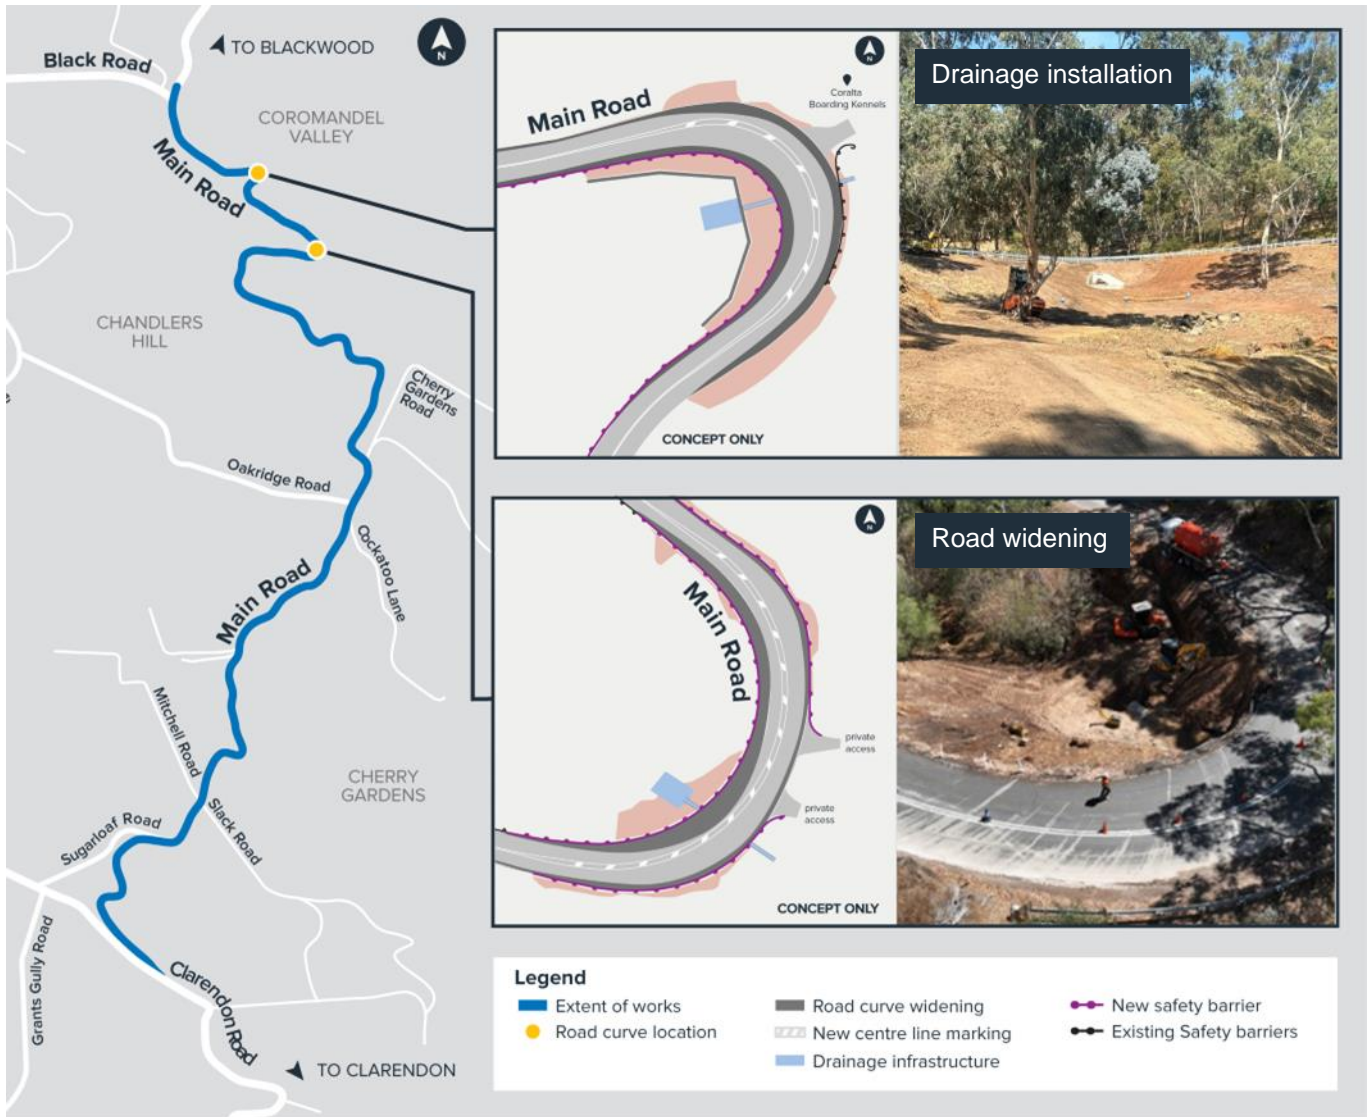 TO BLACKWOOD
N
Black Road
COROMANDEL
VALLEY
Main Road
CHANDLERS
HILL
Cherry
Gardens
Road
Oakridge Road
Cockatoo Lane
Main Road
Mitchell Road
CHERRY
GARDENS
Slack Road
Sugarloaf Road
Grants Gully Road
Clarendon Road
TO CLARENDON
Main Road
N
Coralta
Boarding Kennels
CONCEPT ONLY
Drainage installation
N
Main Road
private
access
private
access
CONCEPT ONLY
Road widening
Legend
Extent of works
Road curve location
Road curve widening
New centre line marking
Drainage infrastructure
New safety barrier
Existing Safety barriers